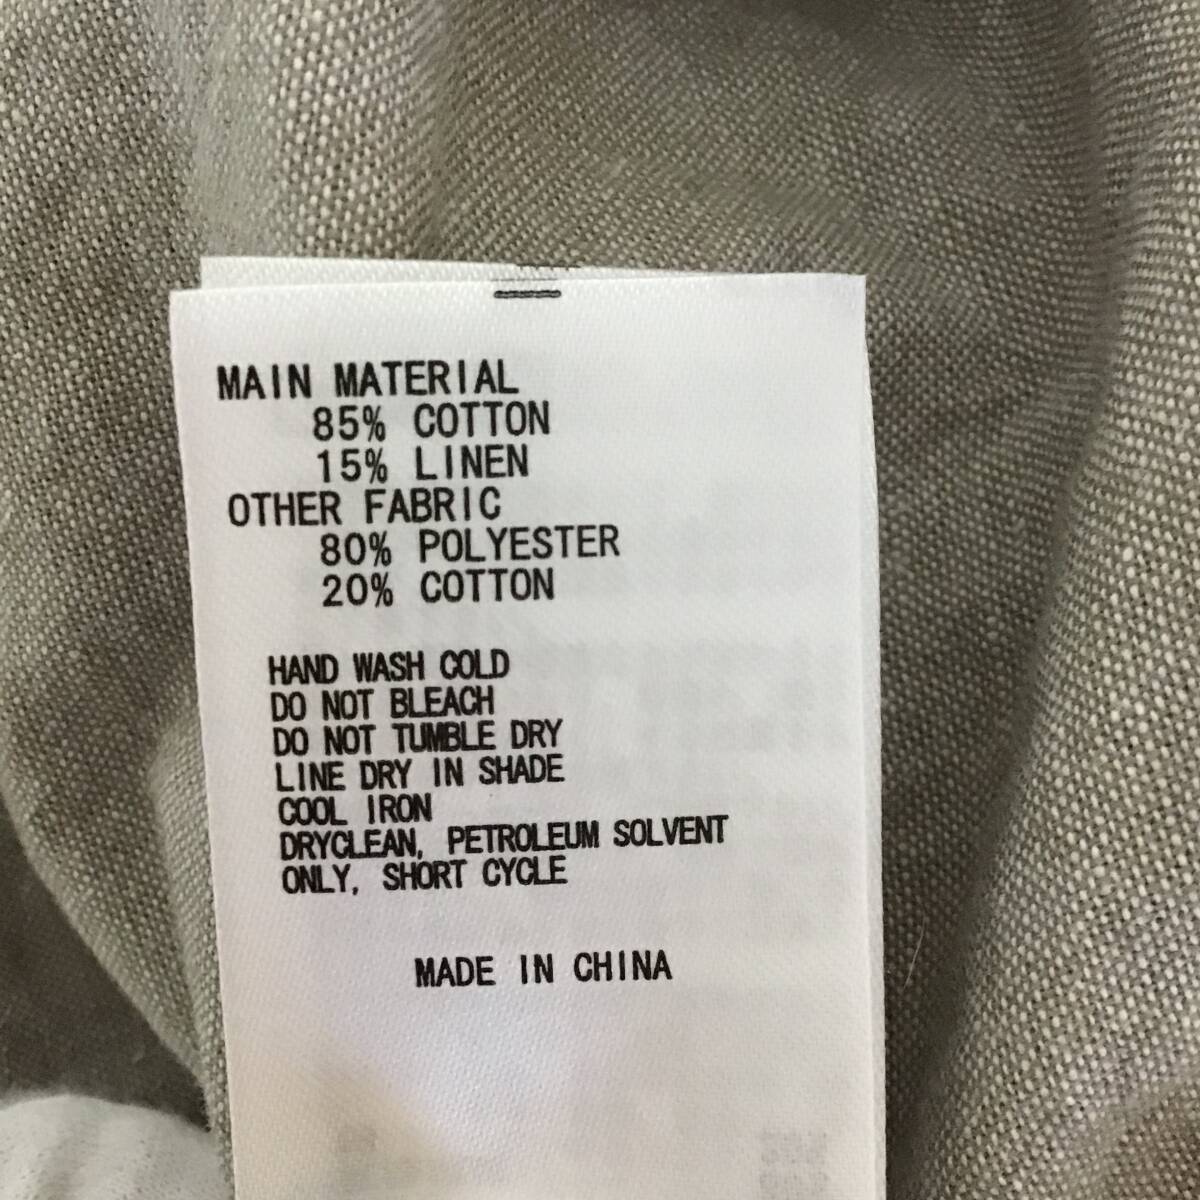 MAIN MATERIAL
85% COTTON
15% LINEN
OTHER FABRIC
80% POLYESTER
20% COTTON
HAND WASH COLD
DO NOT BLEACH
DO NOT TUMBLE DRY
LINE DRY IN SHADE
COOL IRON
DRYCLEAN, PETROLEUM SOLVENT
ONLY, SHORT CYCLE
MADE IN CHINA